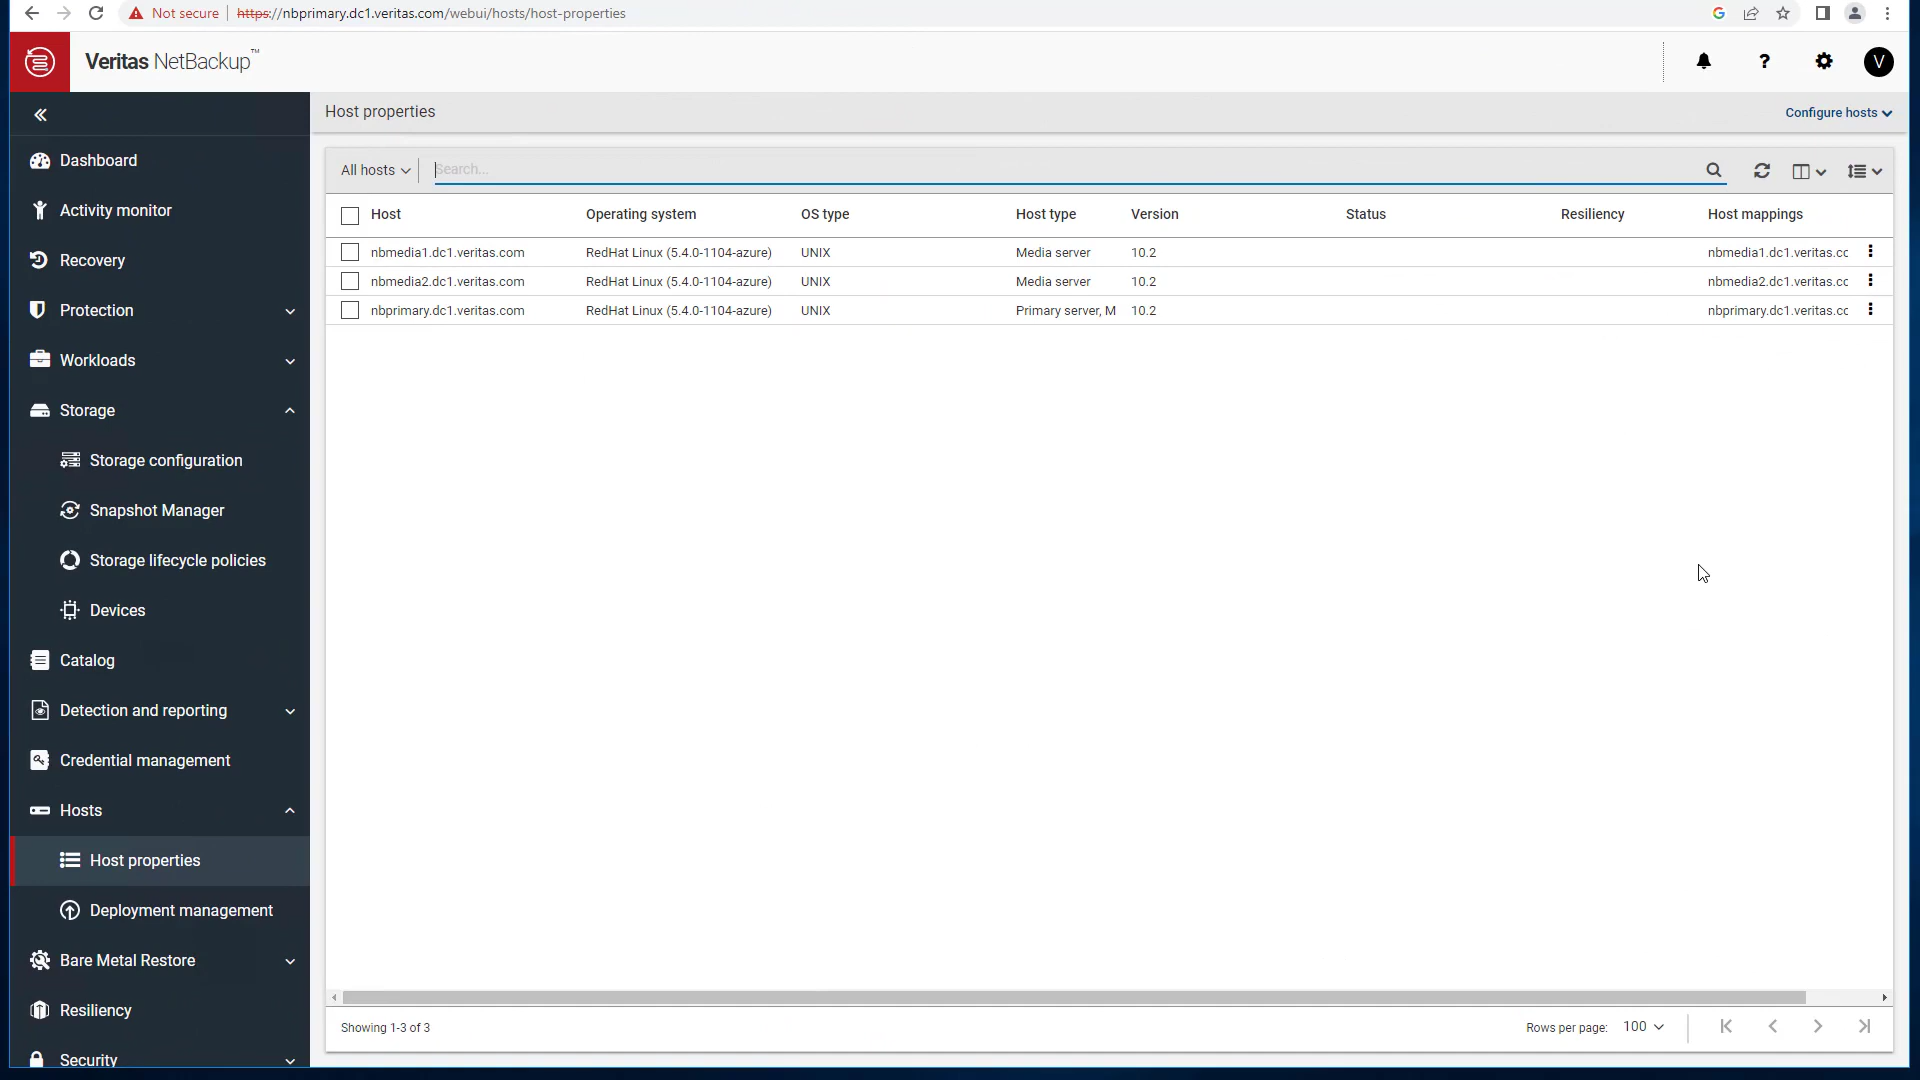 Not secure
https://nbprimary.dc1.veritas.com/webui/hosts/host-properties
Veritas NetBackup™
V
Host properties
Configure hosts
Dashboard
Activity monitor
Recovery
Protection
Workloads
Storage
Storage configuration
Snapshot Manager
Storage lifecycle policies
Devices
Catalog
Detection and reporting
Credential management
Hosts
Host properties
Deployment management
Bare Metal Restore
Resiliency
Security
All hosts
Search...
Host Operating system OS type Host type Version Status Resiliency Host mappings
nbmedia1.dc1.veritas.com RedHat Linux (5.4.0-1104-azure) UNIX Media server 10.2 nbmedia1.dc1.veritas.cc
nbmedia2.dc1.veritas.com RedHat Linux (5.4.0-1104-azure) UNIX Media server 10.2 nbmedia2.dc1.veritas.cc
nbprimary.dc1.veritas.com RedHat Linux (5.4.0-1104-azure) UNIX Primary server, M 10.2 nbprimary.dc1.veritas.cc
Showing 1-3 of 3
Rows per page: 100